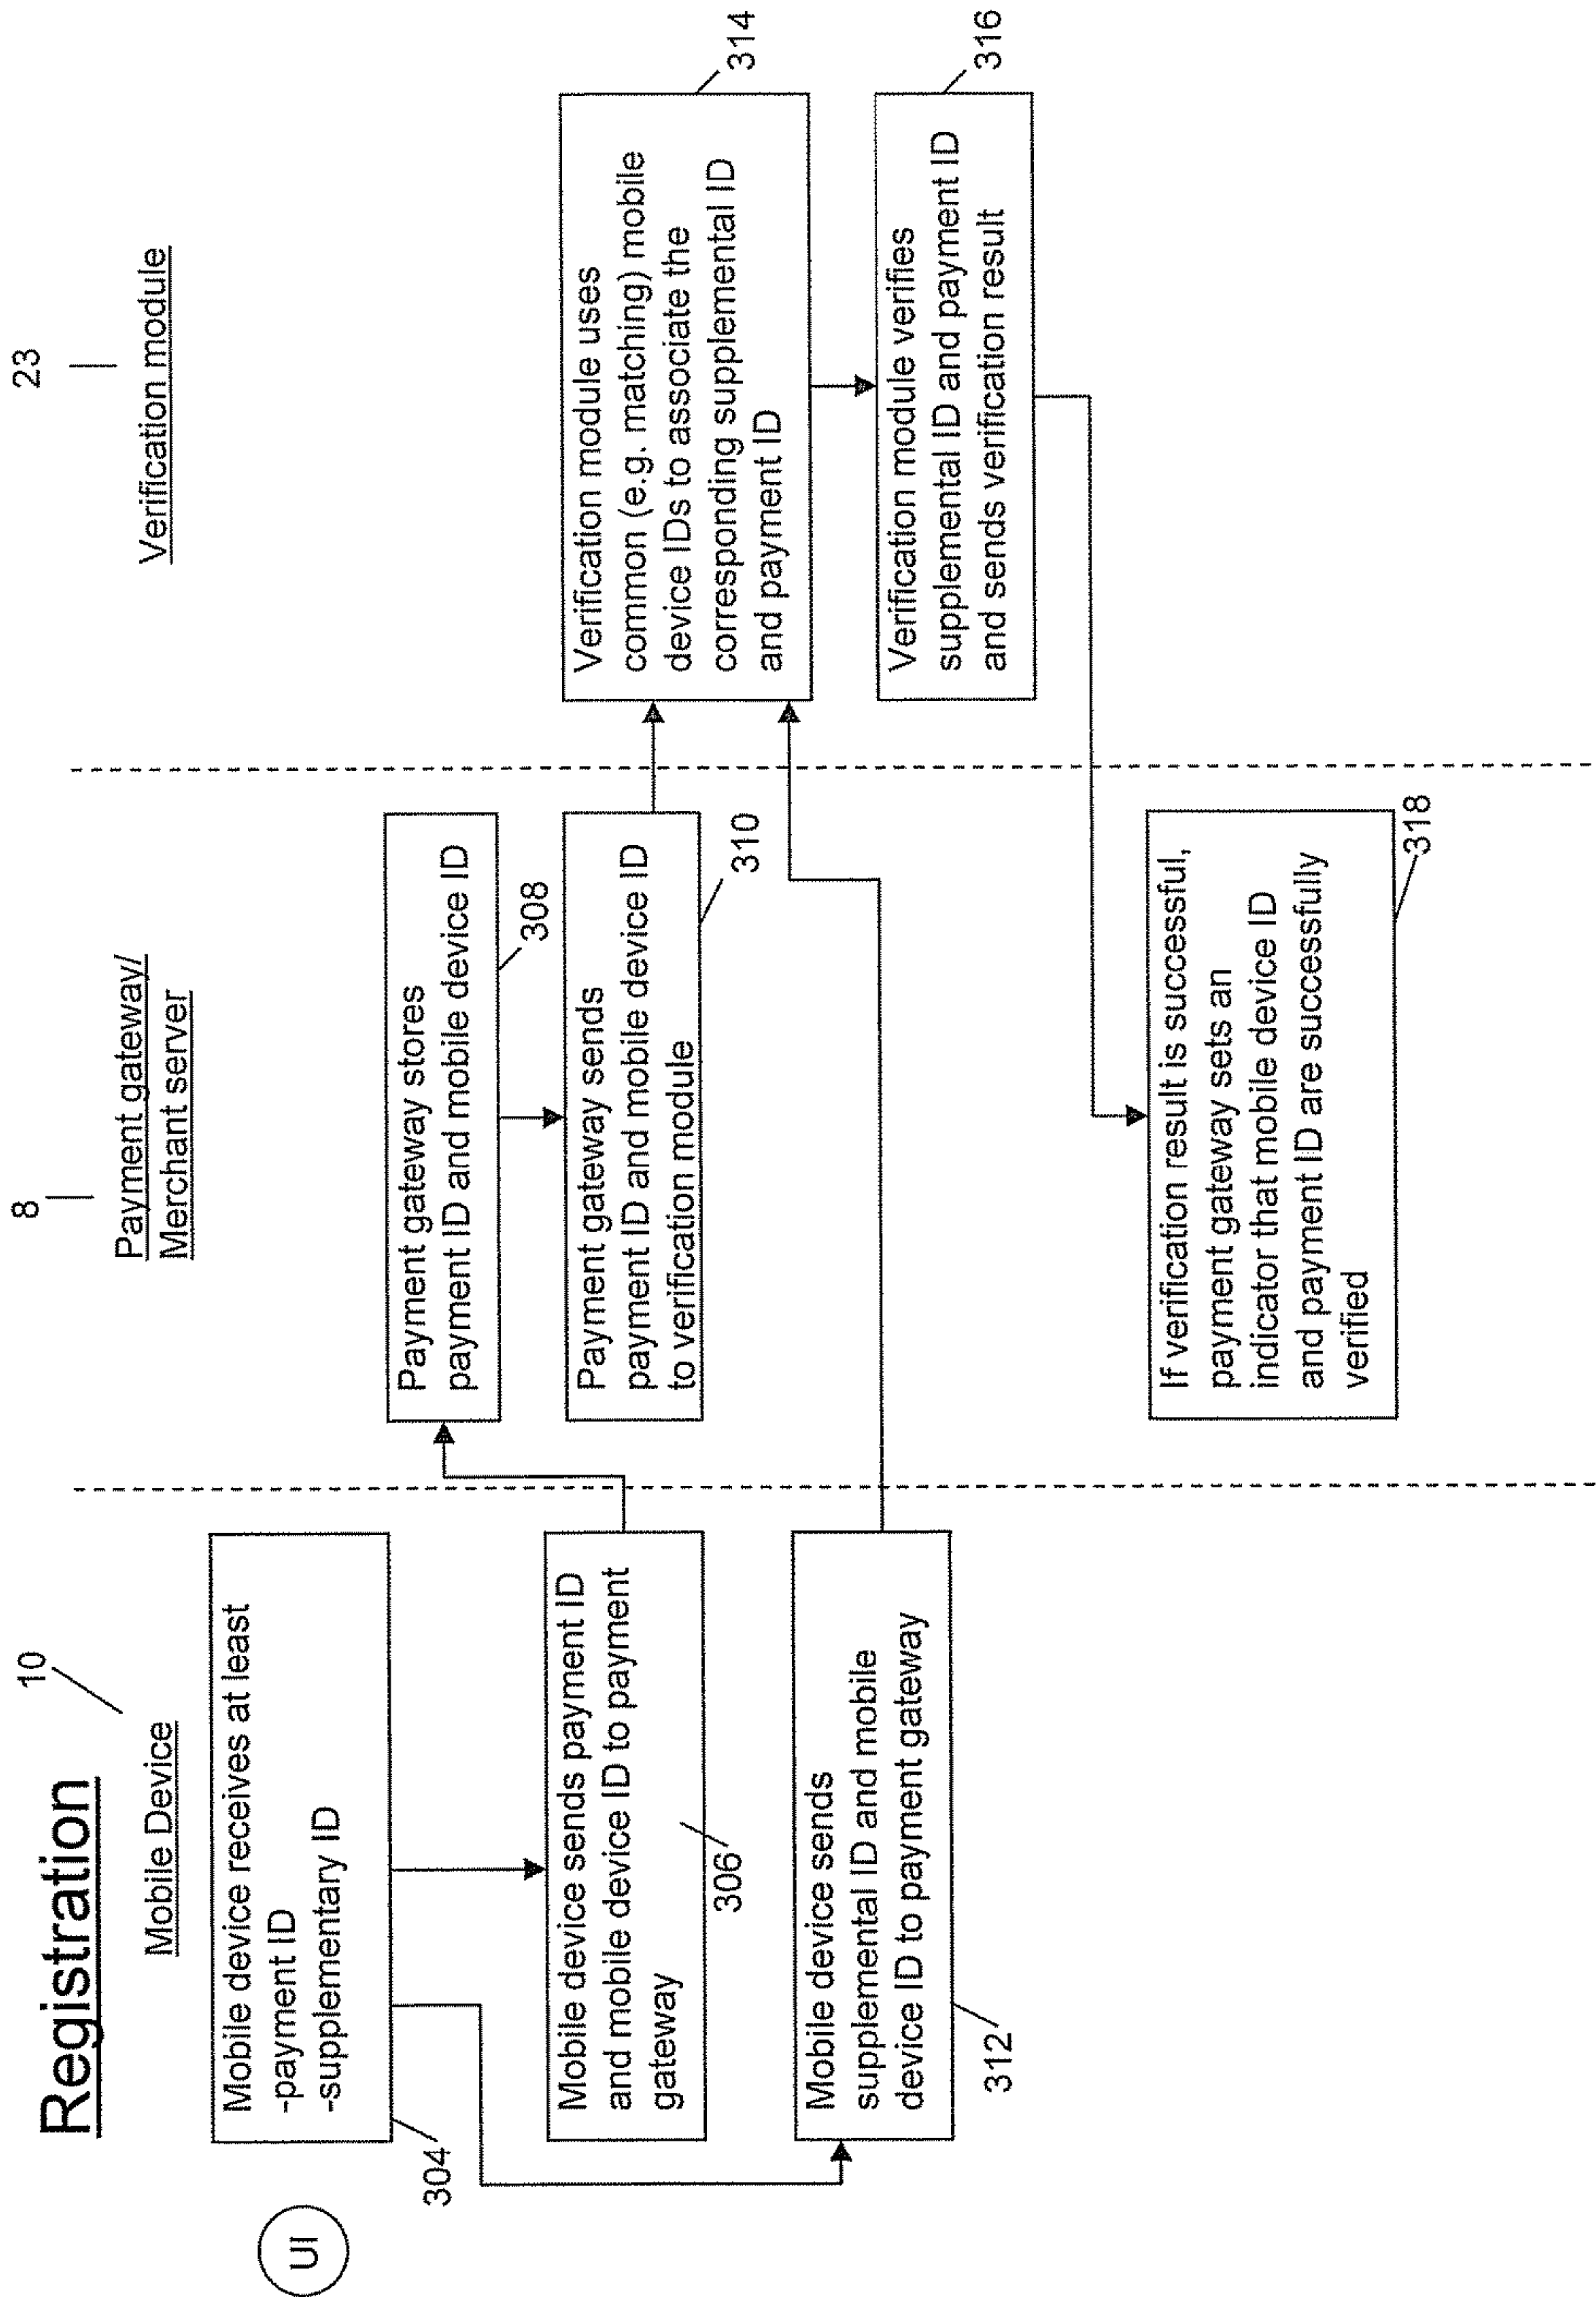 Registration
10
Mobile Device
8
Payment gateway/
Merchant server
23
Verification module
UI
Mobile device receives at least
-payment ID
-supplementary ID
304
Mobile device sends payment ID
and mobile device ID to payment
gateway
306
Mobile device sends
supplemental ID and mobile
device ID to payment gateway
312
Payment gateway stores
payment ID and mobile device ID
308
Payment gateway sends
payment ID and mobile device ID
to verification module
310
If verification result is successful,
payment gateway sets an
indicator that mobile device ID
and payment ID are successfully
verified
318
Verification module uses
common (e.g. matching) mobile
device IDs to associate the
corresponding supplemental ID
and payment ID
314
Verification module verifies
supplemental ID and payment ID
and sends verification result
316